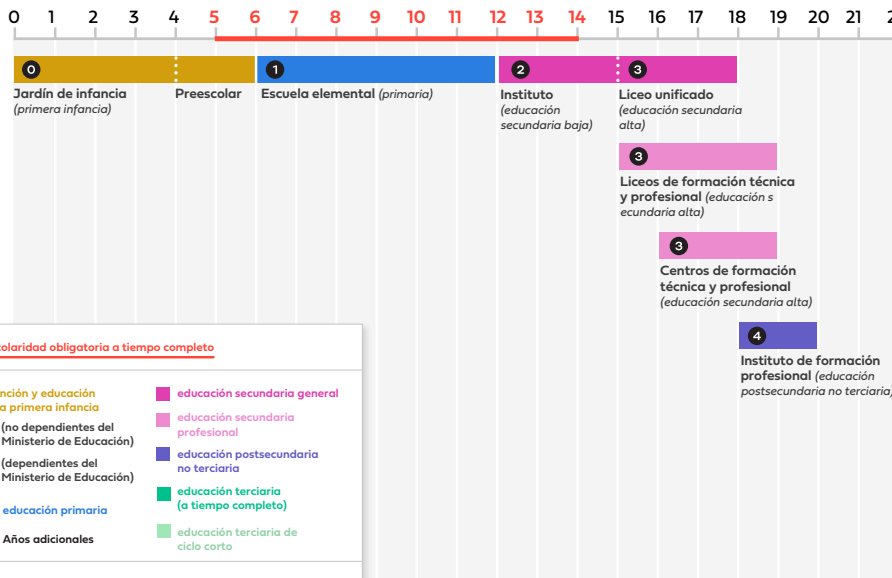 0 1 2 3 4 5 6 7 8 9 10 11 12 13 14 15 16 17 18 19 20 21
0 1 2 3
Jardín de infancia
(primera infancia)
Preescolar
Escuela elemental (primaria)
Instituto
(educación
secundaria baja)
Liceo unificado
(educación secundaria
alta)
3
Liceos de formación técnica
y profesional (educación s
ecundaria alta)
3
Centros de formación
técnica y profesional
(educación secundaria alta)
4
Instituto de formación
profesional (educación
postsecundaria no terciaria)
olaridad obligatoria a tiempo completo
nción y educación
a primera infancia
(no dependientes del
Ministerio de Educación)
(dependientes del
Ministerio de Educación)
educación primaria
Años adicionales
educación secundaria general
educación secundaria
profesional
educación postsecundaria
no terciaria
educación terciaria
(a tiempo completo)
educación terciaria de
ciclo corto